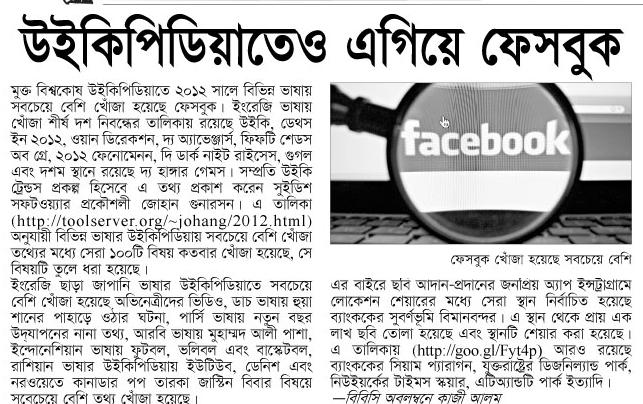 উইকিপিডিয়াতেও এগিয়ে ফেসবুক
মুক্ত বিশ্বকোষ উইকিপিডিয়াতে ২০১২ সালে বিভিন্ন ভাষায়
সবচেয়ে বেশি খোঁজা হয়েছে ফেসবুক। ইংরেজি ভাষায়
খোঁজা শীর্ষ দশ নিবন্ধের তালিকায় রয়েছে উইকি, ডেথস
ইন ২০১২, ওয়ান ডিরেকশন, দ্য অ্যাভেঞ্জার্স, ফিফটি শেডস
অব গ্রে, ২০১২ ফেনোমেনন, দি ডার্ক নাইট রাইসেস, গুগল
এবং দশম স্থানে রয়েছে দ্য হাঙ্গার গেমস। সম্প্রতি উইকি
ট্রেন্ডস প্রকল্প হিসেবে এ তথ্য প্রকাশ করেন সুইডিশ
সফটওয়্যার প্রকৌশলী জোহান গুনারসন। এ তালিকা
(http://toolserver.org/~johang/2012.html)
অনুযায়ী বিভিন্ন ভাষার উইকিপিডিয়ায় সবচেয়ে বেশি খোঁজা
তথ্যের মধ্যে সেরা ১০০টি বিষয় কতবার খোঁজা হয়েছে, সে
বিষয়টি তুলে ধরা হয়েছে।
ইংরেজি ছাড়া জাপানি ভাষার উইকিপিডিয়াতে সবচেয়ে
বেশি খোঁজ হয়েছে অভিনেত্রীদের ভিডিও, ডাচ ভাষায় হুয়া
শানের পাহাড়ে ওঠার ঘটনা, পার্সি ভাষায় নতুন বছর
উদযাপনের নানা তথ্য, আরবি ভাষায় মুহাম্মদ আলী পাশা,
ইন্দোনেশিয়ান ভাষায় ফুটবল, ভলিবল এবং বাস্কেটবল,
রাশিয়ান ভাষার উইকিপিডিয়ায় ইউটিউব, ডেনিশ এবং
নরওয়েতে কানাডার পপ তারকা জাস্টিন বিবার বিষয়ে
সবচেয়ে বেশি তথ্য খোঁজা হয়েছে।
facebook
ফেসবুক খোঁজা হয়েছে সবচেয়ে বেশি
এর বাইরে ছবি আদান-প্রদানের জনপ্রিয় অ্যাপ ইন্সটাগ্রামে
লোকেশন শেয়ারের মধ্যে সেরা স্থান নির্বাচিত হয়েছে
ব্যাংককের সুবর্ণভূমি বিমানবন্দর। এ স্থান থেকে প্রায় এক
লাখ ছবি তোলা হয়েছে এবং স্থানটি শেয়ার করা হয়েছে।
এ তালিকায় (http://goo.gl/Fyt4p) আরও রয়েছে
ব্যাংককের সিয়াম প্যারাগন, যুক্তরাষ্ট্রের ডিজনিল্যান্ড পার্ক,
নিউইয়র্কের টাইমস স্কয়ার, এটিঅ্যান্ডটি পার্ক ইত্যাদি।
—বিবিসি অবলম্বনে কাজী আলম